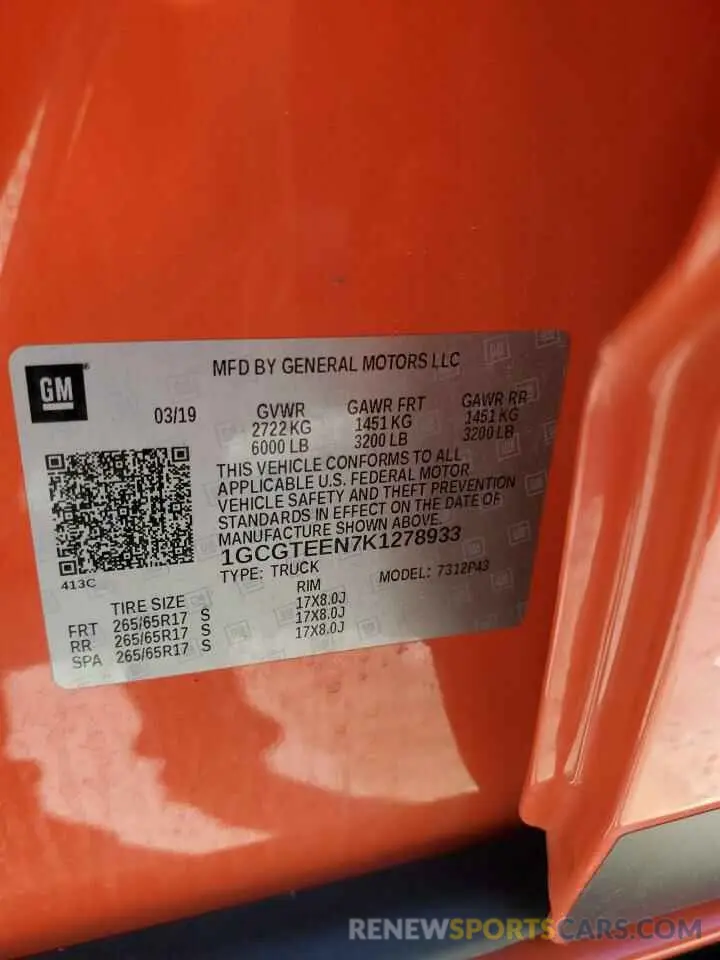 MFD BY GENERAL MOTORS LLC
GM
03/19
GVWR GAWR FRT GAWR RR
2722 KG 1451 KG 1451 KG
6000 LB 3200 LB 3200 LB
THIS VEHICLE CONFORMS TO ALL
APPLICABLE U.S. FEDERAL MOTOR
VEHICLE SAFETY AND THEFT PREVENTION
STANDARDS IN EFFECT ON THE DATE OF
MANUFACTURE SHOWN ABOVE.
1GCGTEEN7K1278933
413C
TYPE: TRUCK MODEL: 7312P43
TIRE SIZE RIM
FRT 265/65R17 S 17X8.0J
RR 265/65R17 S 17X8.0J
SPA 265/65R17 S 17X8.0J
RENEWSPORTSCARS.COM